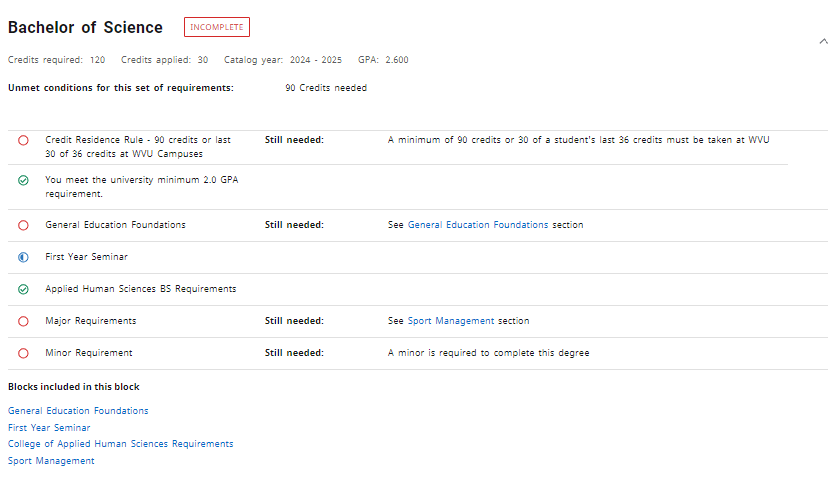 Bachelor of Science INCOMPLETE
Credits required: 120 Credits applied: 30 Catalog year: 2024 - 2025 GPA: 2.600
Unmet conditions for this set of requirements: 90 Credits needed
Credit Residence Rule - 90 credits or last Still needed: A minimum of 90 credits or 30 of a student's last 36 credits must be taken at WVU
30 of 36 credits at WVU Campuses
You meet the university minimum 2.0 GPA
requirement.
General Education Foundations Still needed: See General Education Foundations section
First Year Seminar
Applied Human Sciences BS Requirements
Major Requirements Still needed: See Sport Management section
Minor Requirement Still needed: A minor is required to complete this degree
Blocks included in this block
General Education Foundations
First Year Seminar
College of Applied Human Sciences Requirements
Sport Management